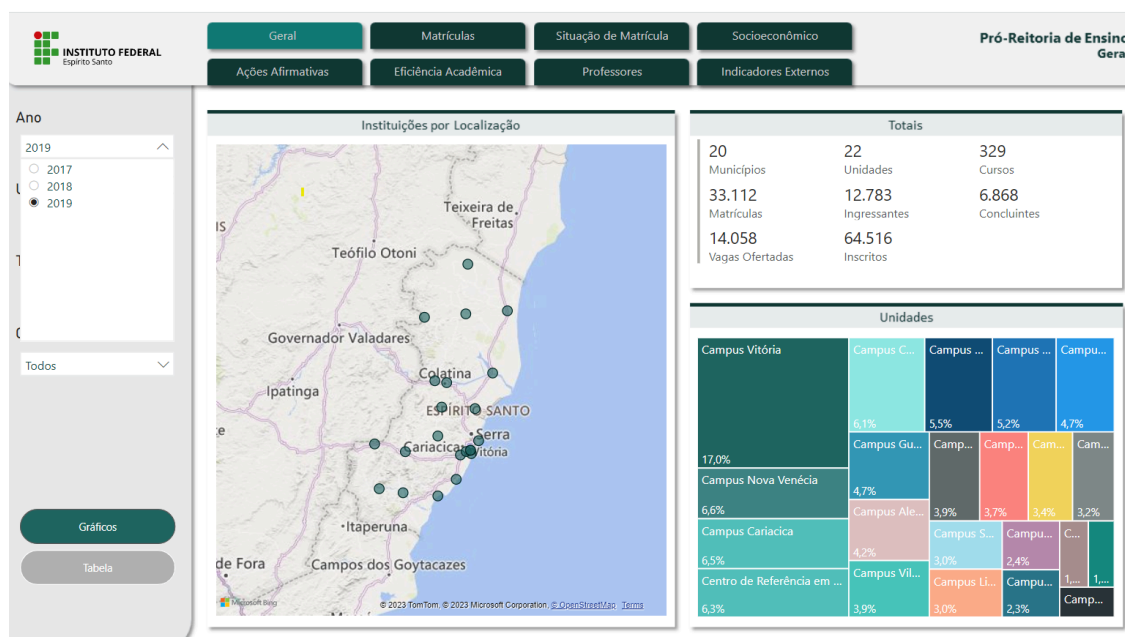 INSTITUTO FEDERAL
Espírito Santo
Geral
Matrículas
Situação de Matrícula
Socioeconômico
Ações Afirmativas
Eficiência Acadêmica
Professores
Indicadores Externos
Pró-Reitoria de Ensino
Geral
Ano
2019
2017
2018
2019
Todos
Gráficos
Tabela
Instituições por Localização
Teixeira de
Freitas
Teófilo Otoni
Governador Valadares
Colatina
Ipatinga
ESPÍRITO SANTO
Serra
Cariacica
Vitória
Itaperuna
de Fora
Campos dos Goytacazes
Microsoft Bing
© 2023 TomTom, © 2023 Microsoft Corporation, © OpenStreetMap Terms
Totais
20
Municípios
22
Unidades
329
Cursos
33.112
Matrículas
12.783
Ingressantes
6.868
Concluintes
14.058
Vagas Ofertadas
64.516
Inscritos
Unidades
Campus Vitória
17,0%
Campus Nova Venécia
6,6%
Campus Cariacica
6,5%
Centro de Referência em ...
6,3%
Campus C...
6,1%
Campus ...
5,5%
Campus ...
5,2%
Campu...
4,7%
Campus Gu...
4,7%
Campus Ale...
4,2%
Campus Vil...
3,9%
Camp...
3,9%
Camp...
3,7%
Cam...
3,4%
Cam...
3,2%
Campus S...
3,0%
Campus Li...
3,0%
Campu...
2,4%
Campu...
2,3%
C...
1,...
1,...
Camp...